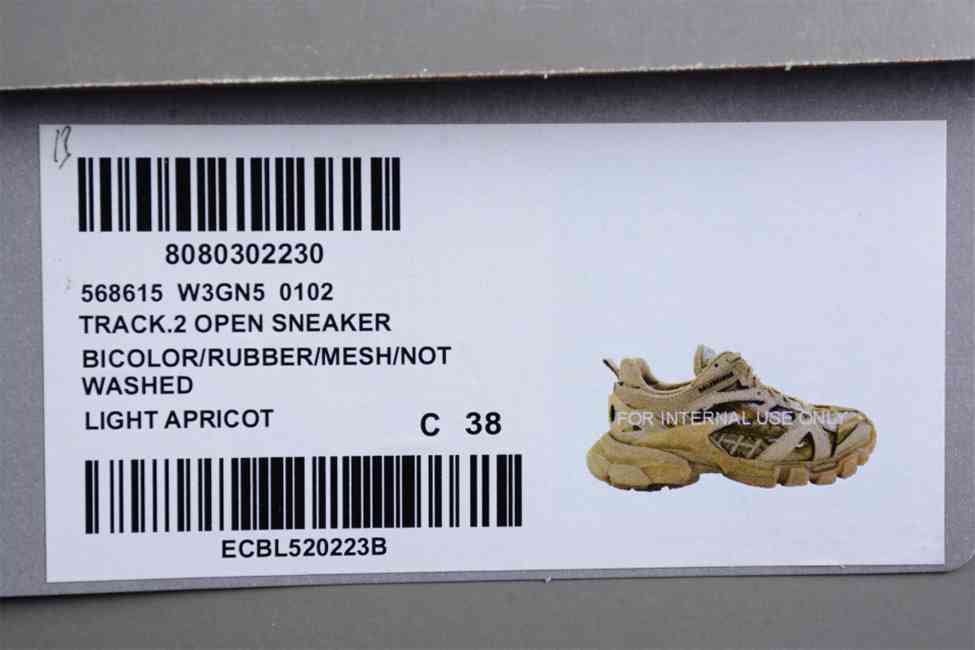 13
8080302230
568615 W3GN5 0102
TRACK.2 OPEN SNEAKER
BICOLOR/RUBBER/MESH/NOT
WASHED
LIGHT APRICOT
C 38
FOR INTERNAL USE ONLY
ECBL520223B